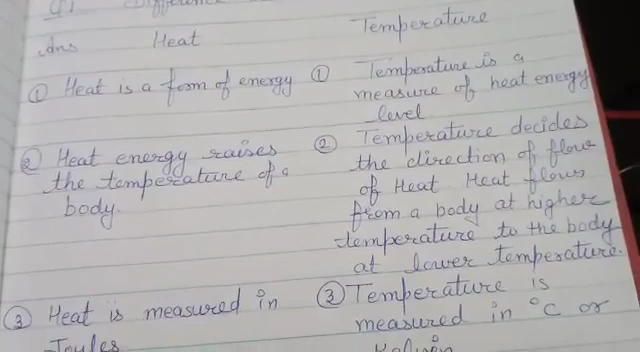 Q1 Difference
Ans Heat Temperature
① Heat is a form of energy
② Heat energy raises
the temperature of a
body.
③ Heat is measured in
Joules
① Temperature is a
measure of heat energy
level
② Temperature decides
the direction of flow
of Heat Heat flows
from a body at higher
temperature to the body
at lower temperature.
③ Temperature is
measured in °C or
Kelvin